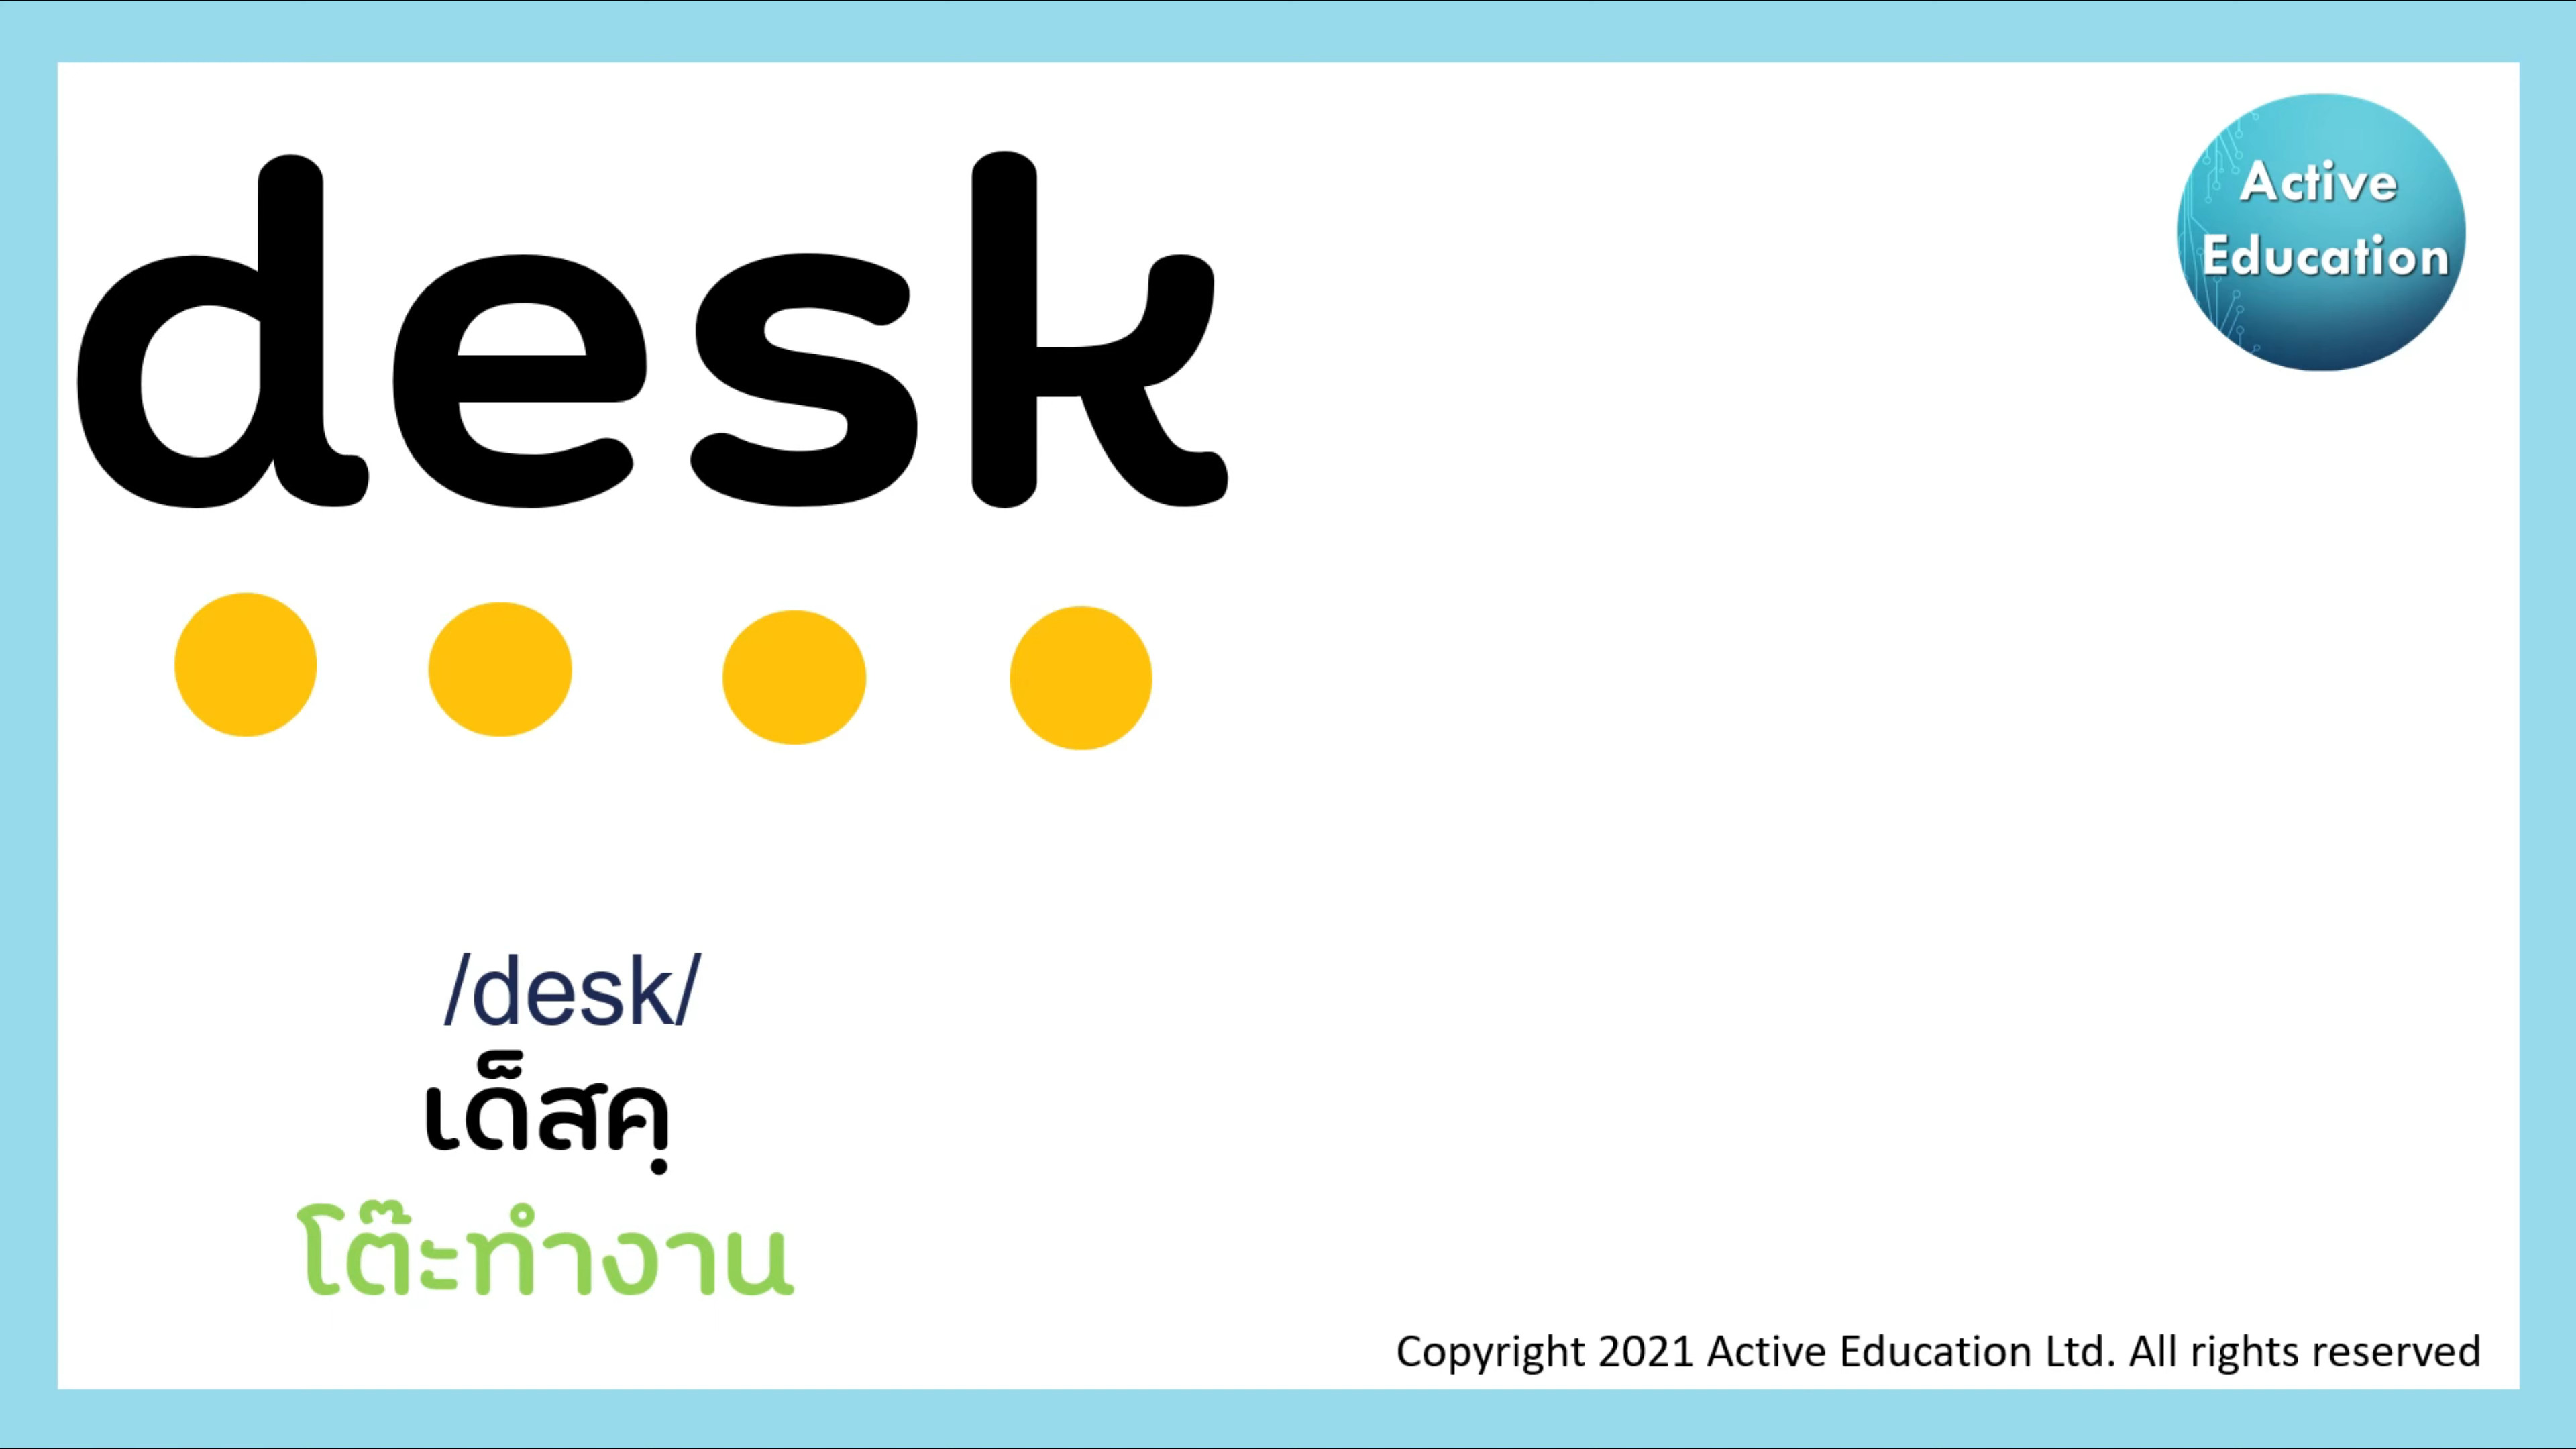 desk
Active
Education
/desk/
เด็สคฺ
โต๊ะทำงาน
Copyright 2021 Active Education Ltd. All rights reserved